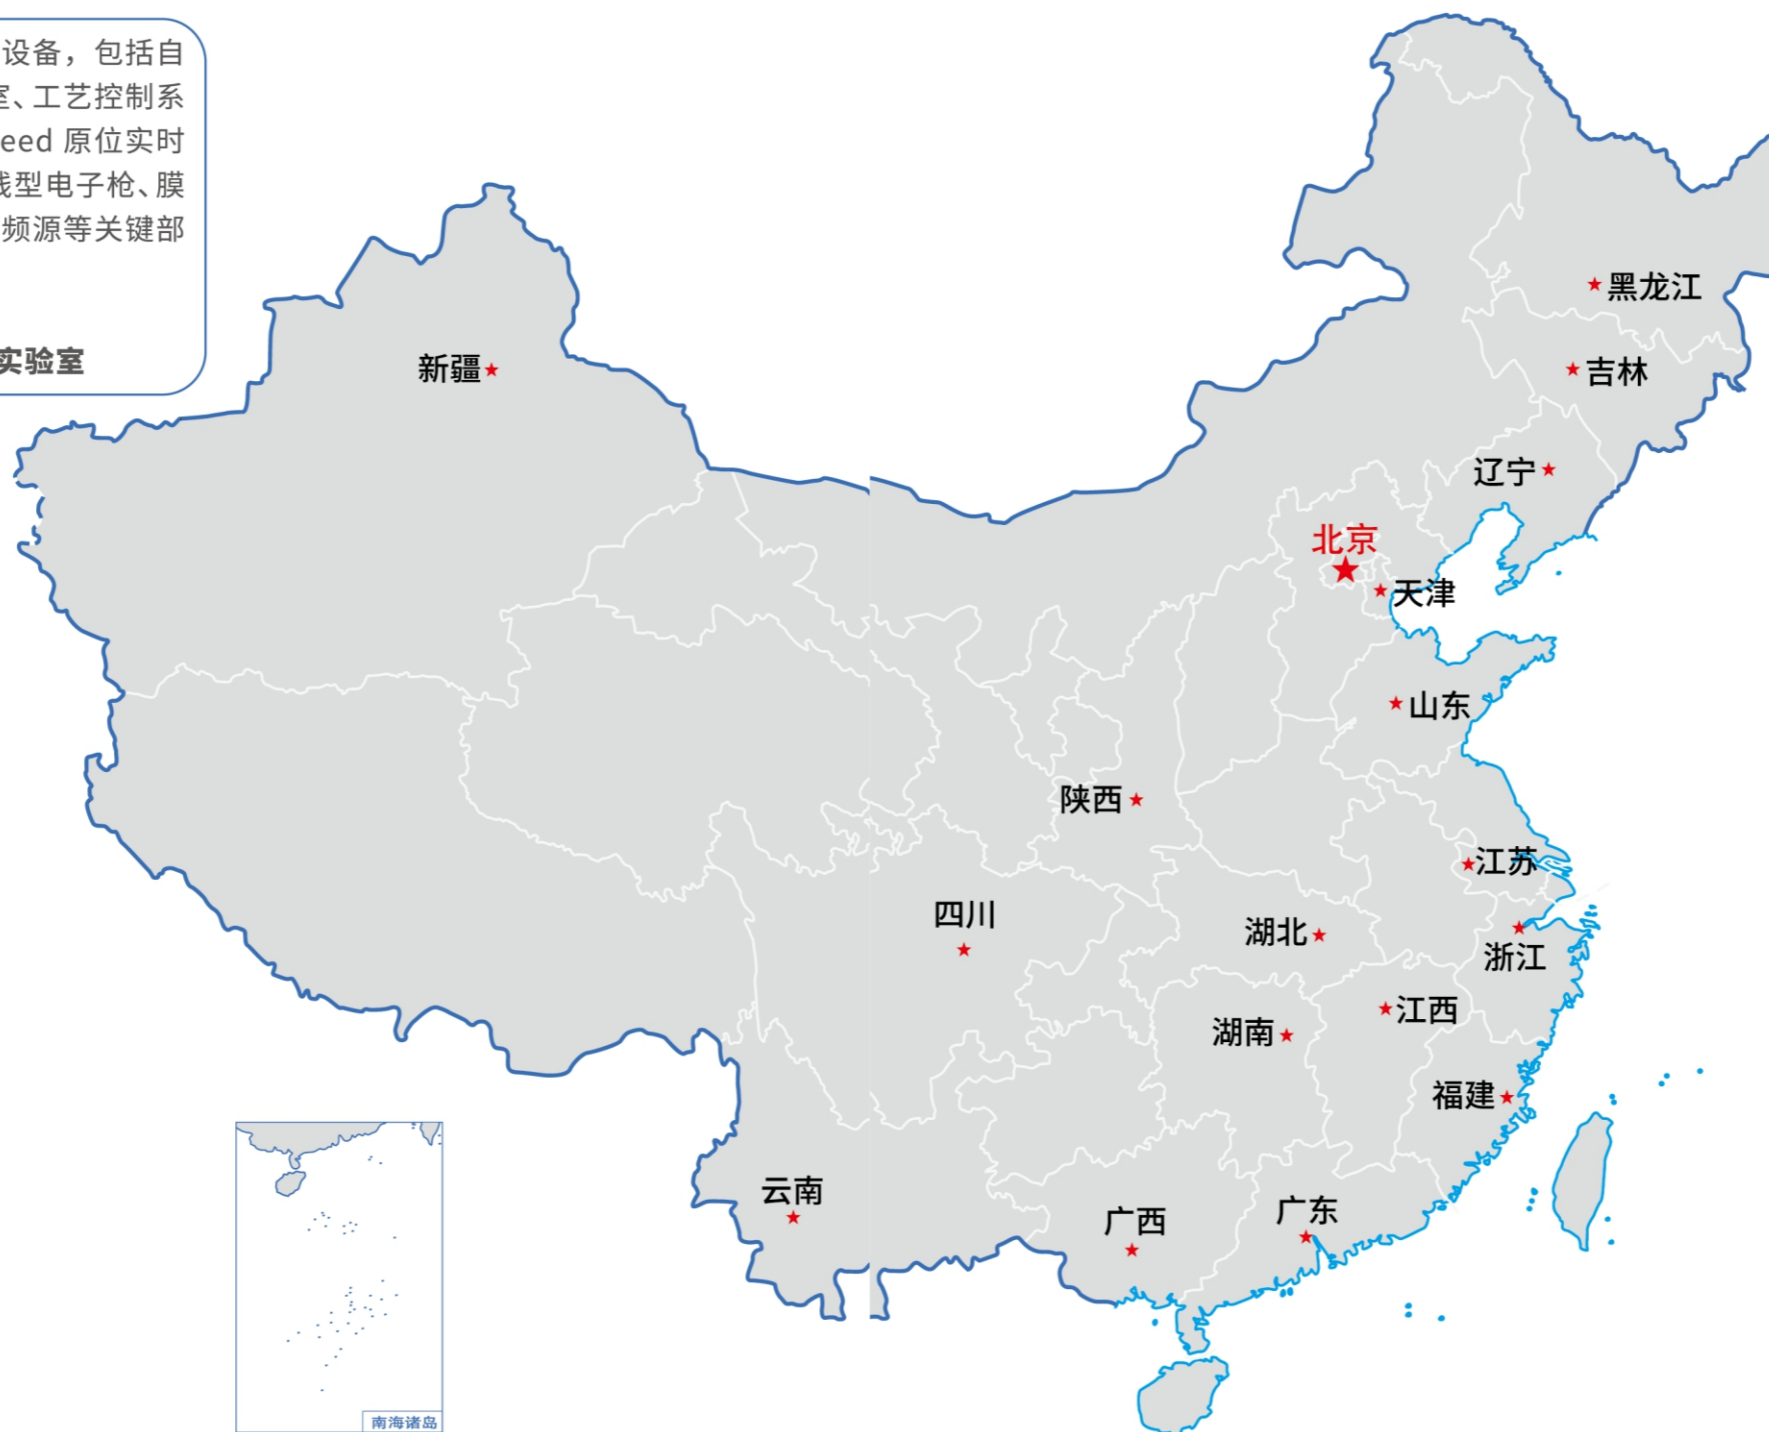 设备，包括自
室、工艺控制系
eed 原位实时
线型电子枪、膜
频源等关键部
实验室
黑龙江
新疆
吉林
辽宁
北京
天津
山东
陕西
江苏
四川
湖北
浙江
江西
湖南
福建
云南
广东
广西
南海诸岛